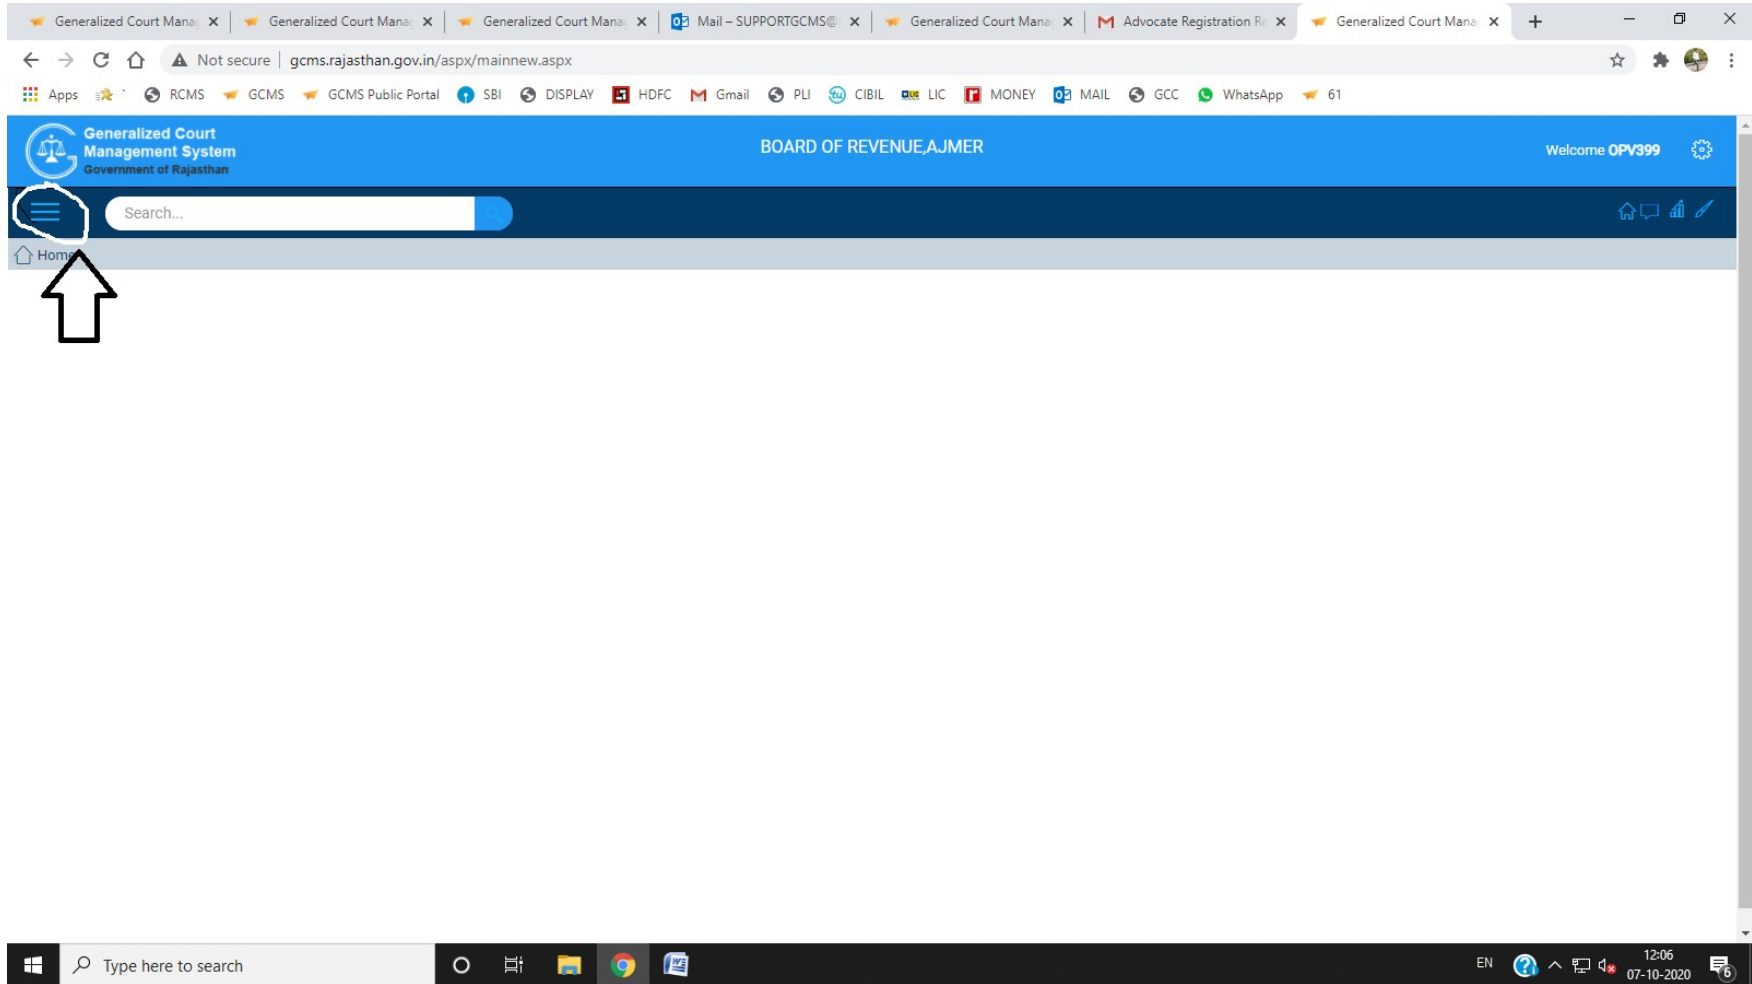 Generalized Court Mana
Generalized Court Mana
Generalized Court Mana
Mail – SUPPORTGCMS@
Generalized Court Mana
Advocate Registration Re
Generalized Court Mana
Not secure | gcms.rajasthan.gov.in/aspx/mainnew.aspx
Apps RCMS GCMS GCMS Public Portal SBI DISPLAY HDFC Gmail PLI CIBIL LIC MONEY MAIL GCC WhatsApp 61
Generalized Court
Management System
Government of Rajasthan
BOARD OF REVENUE,AJMER
Welcome OPV399
Search...
Home
Type here to search
EN
12:06
07-10-2020
6